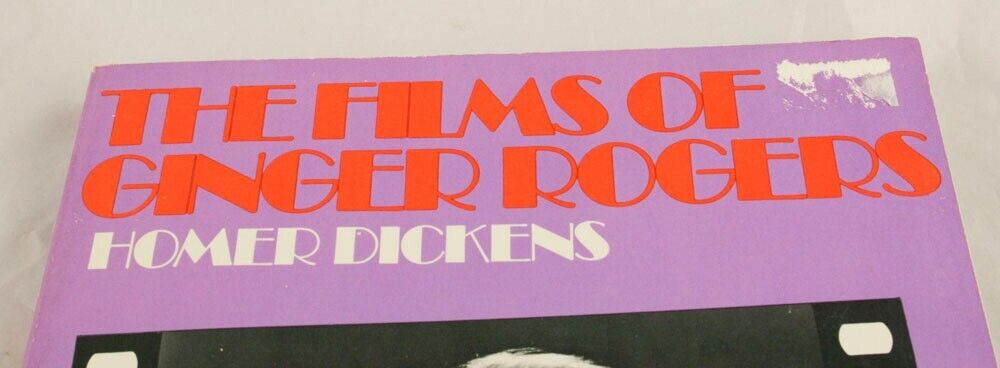 THE FILMS OF
GINGER ROGERS
HOMER DICKENS